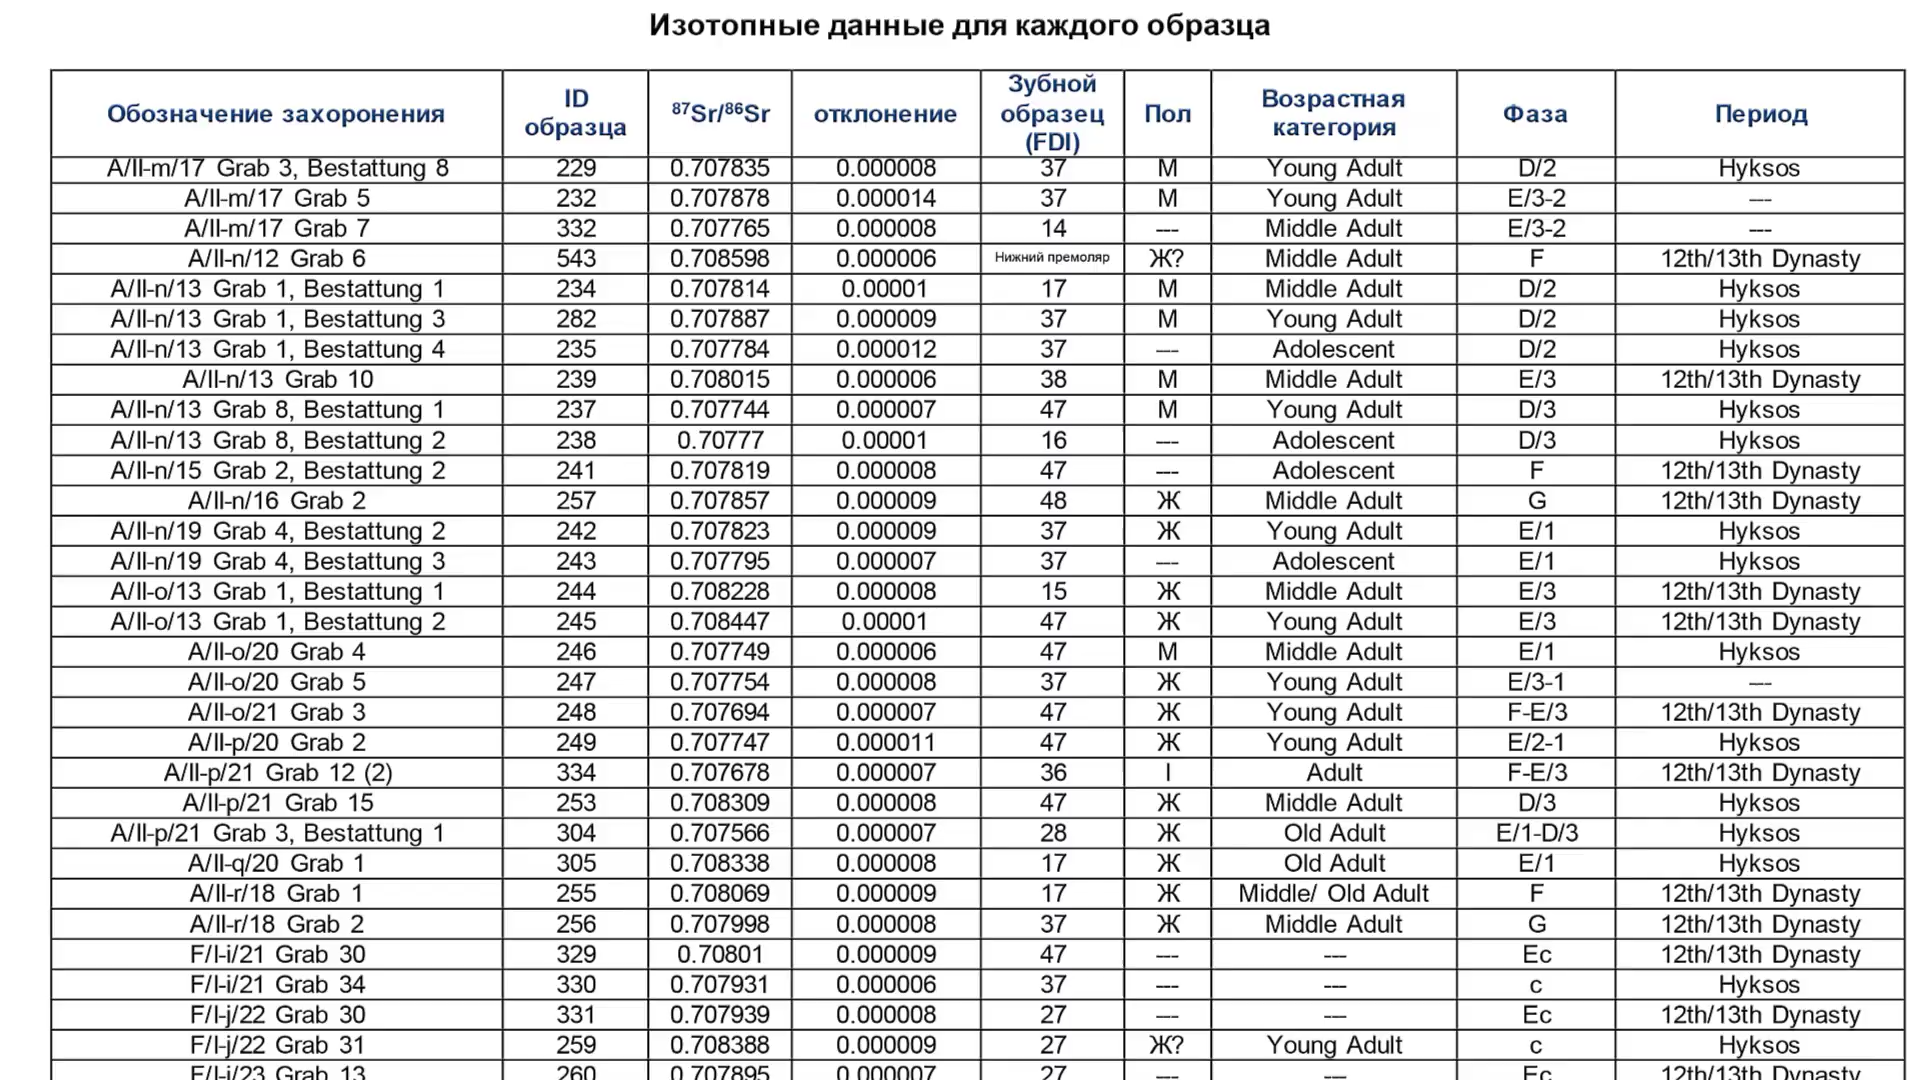 Изотопные данные для каждого образца
Обозначение захоронения ID образца 87Sr/86Sr отклонение Зубной образец (FDI) Пол Возрастная категория Фаза Период
A/II-m/17 Grab 3, Bestattung 8 229 0.707835 0.000008 37 М Young Adult D/2 Hyksos
A/II-m/17 Grab 5 232 0.707878 0.000014 37 М Young Adult E/3-2 ---
A/II-m/17 Grab 7 332 0.707765 0.000008 14 --- Middle Adult E/3-2 ---
A/II-n/12 Grab 6 543 0.708598 0.000006 Нижний премоляр Ж? Middle Adult F 12th/13th Dynasty
A/II-n/13 Grab 1, Bestattung 1 234 0.707814 0.00001 17 М Middle Adult D/2 Hyksos
A/II-n/13 Grab 1, Bestattung 3 282 0.707887 0.000009 37 М Young Adult D/2 Hyksos
A/II-n/13 Grab 1, Bestattung 4 235 0.707784 0.000012 37 --- Adolescent D/2 Hyksos
A/II-n/13 Grab 10 239 0.708015 0.000006 38 М Middle Adult E/3 12th/13th Dynasty
A/II-n/13 Grab 8, Bestattung 1 237 0.707744 0.000007 47 М Young Adult D/3 Hyksos
A/II-n/13 Grab 8, Bestattung 2 238 0.70777 0.00001 16 --- Adolescent D/3 Hyksos
A/II-n/15 Grab 2, Bestattung 2 241 0.707819 0.000008 47 --- Adolescent F 12th/13th Dynasty
A/II-n/16 Grab 2 257 0.707857 0.000009 48 Ж Middle Adult G 12th/13th Dynasty
A/II-n/19 Grab 4, Bestattung 2 242 0.707823 0.000009 37 Ж Young Adult E/1 Hyksos
A/II-n/19 Grab 4, Bestattung 3 243 0.707795 0.000007 37 --- Adolescent E/1 Hyksos
A/II-o/13 Grab 1, Bestattung 1 244 0.708228 0.000008 15 Ж Middle Adult E/3 12th/13th Dynasty
A/II-o/13 Grab 1, Bestattung 2 245 0.708447 0.00001 47 Ж Young Adult E/3 12th/13th Dynasty
A/II-o/20 Grab 4 246 0.707749 0.000006 47 М Middle Adult E/1 Hyksos
A/II-o/20 Grab 5 247 0.707754 0.000008 37 Ж Young Adult E/3-1 ---
A/II-o/21 Grab 3 248 0.707694 0.000007 47 Ж Young Adult F-E/3 12th/13th Dynasty
A/II-p/20 Grab 2 249 0.707747 0.000011 47 Ж Young Adult E/2-1 Hyksos
A/II-p/21 Grab 12 (2) 334 0.707678 0.000007 36 I Adult F-E/3 12th/13th Dynasty
A/II-p/21 Grab 15 253 0.708309 0.000008 47 Ж Middle Adult D/3 Hyksos
A/II-p/21 Grab 3, Bestattung 1 304 0.707566 0.000007 28 Ж Old Adult E/1-D/3 Hyksos
A/II-q/20 Grab 1 305 0.708338 0.000008 17 Ж Old Adult E/1 Hyksos
A/II-r/18 Grab 1 255 0.708069 0.000009 17 Ж Middle/ Old Adult F 12th/13th Dynasty
A/II-r/18 Grab 2 256 0.707998 0.000008 37 Ж Middle Adult G 12th/13th Dynasty
F/I-i/21 Grab 30 329 0.70801 0.000009 47 --- --- Ec 12th/13th Dynasty
F/I-i/21 Grab 34 330 0.707931 0.000006 37 --- --- c Hyksos
F/I-j/22 Grab 30 331 0.707939 0.000008 27 --- --- Ec 12th/13th Dynasty
F/I-j/22 Grab 31 259 0.708388 0.000009 27 Ж? Young Adult c Hyksos
F/I-i/23 Grab 13 260 0.707895 0.000007 27 --- --- Ec 12th/13th Dynasty